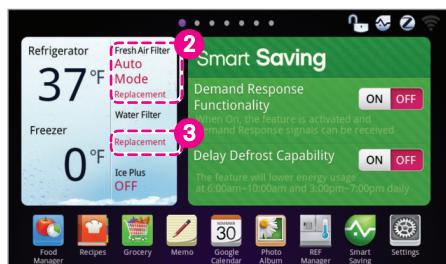 Refrigerator
37 °F
Freezer
0 °F
Fresh Air Filter
Auto
Mode
Replacement
2
Water Filter
Replacement
3
Ice Plus
OFF
Smart Saving
Demand Response
Functionality
ON OFF
When On, the feature is activated and
Demand Response signals can be received
Delay Defrost Capability
ON OFF
The feature will lower energy usage
at 6:00am~10:00am and 3:00pm~7:00pm daily
Food
Manager
Recipes
Grocery
Memo
NOVEMBER
30
Google
Calendar
Photo
Album
REF
Manager
Smart
Saving
Settings